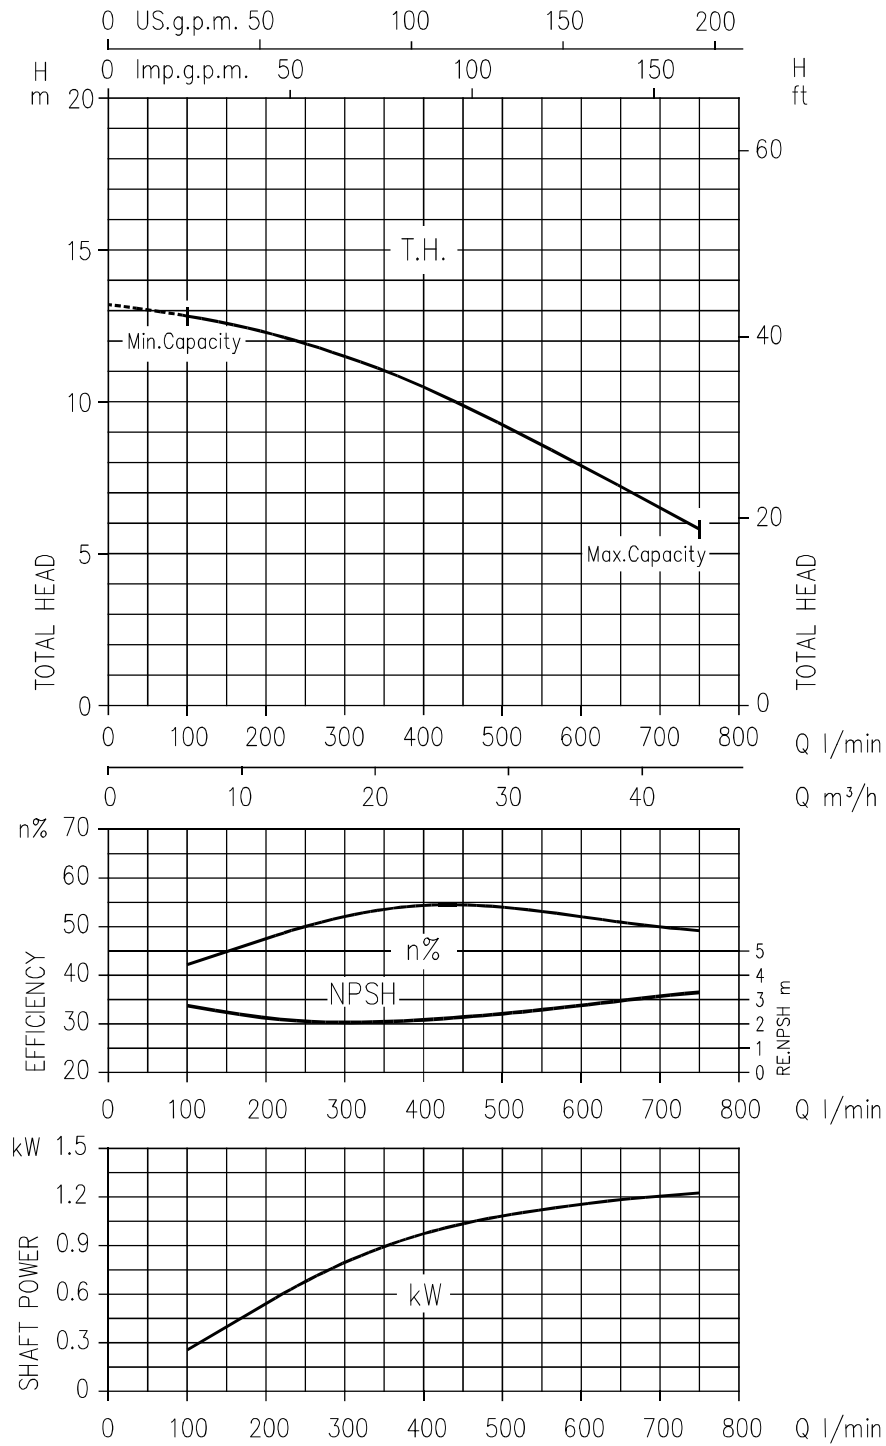 0 US.g.p.m. 50 100 150 200
0 Imp.g.p.m. 50 100 150
H
m
H
ft
20
60
15
T.H.
Min.Capacity
40
10
20
5
Max.Capacity
0
0
TOTAL HEAD
TOTAL HEAD
0 100 200 300 400 500 600 700 800 Q l/min
0 10 20 30 40 Q m³/h
n% 70
60
50
n%
5
40
4
NPSH
3
30
2
1
20
0
EFFICIENCY
RE.NPSH m
0 100 200 300 400 500 600 700 800 Q l/min
kW 1.5
1.2
0.9
0.6
kW
0.3
0
SHAFT POWER
0 100 200 300 400 500 600 700 800 Q l/min